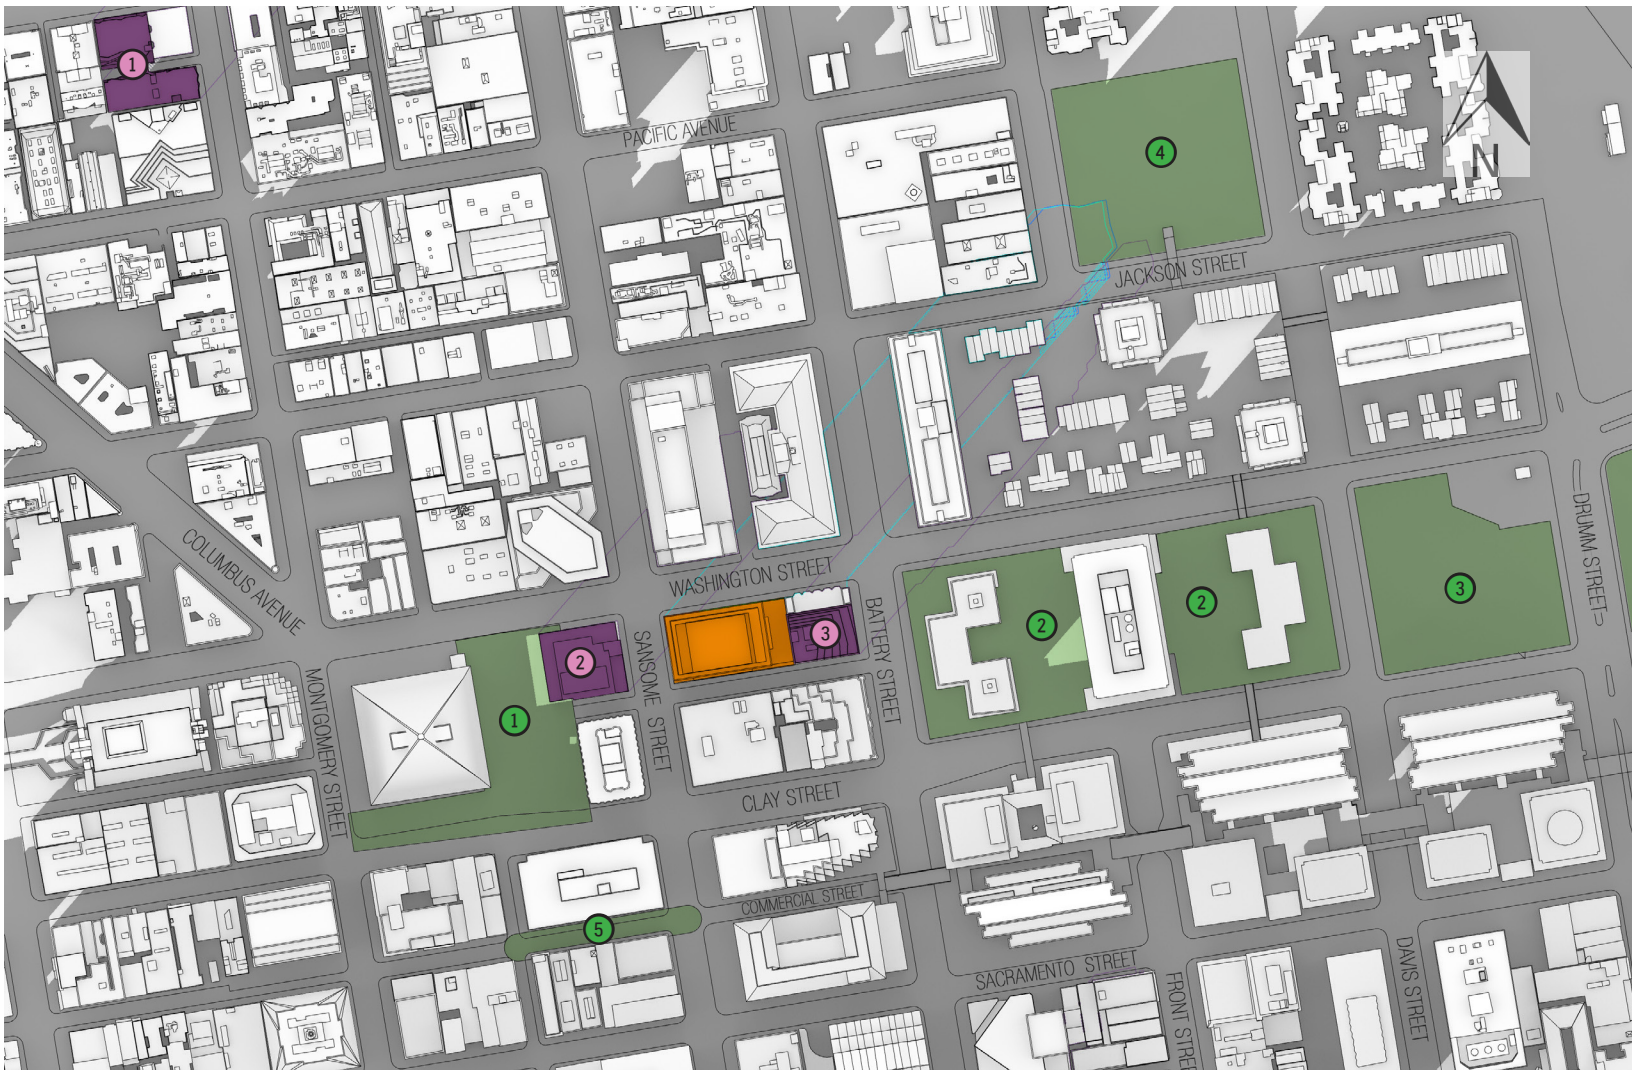 1
PACIFIC AVENUE
4
N
JACKSON STREET
COLUMBUS AVENUE
WASHINGTON STREET
DRUMM STREET
2
3
2
3
BATTERY STREET
2
SANSOME STREET
1
MONTGOMERY STREET
CLAY STREET
COMMERCIAL STREET
5
SACRAMENTO STREET
FRONT STREE
DAVIS STREET